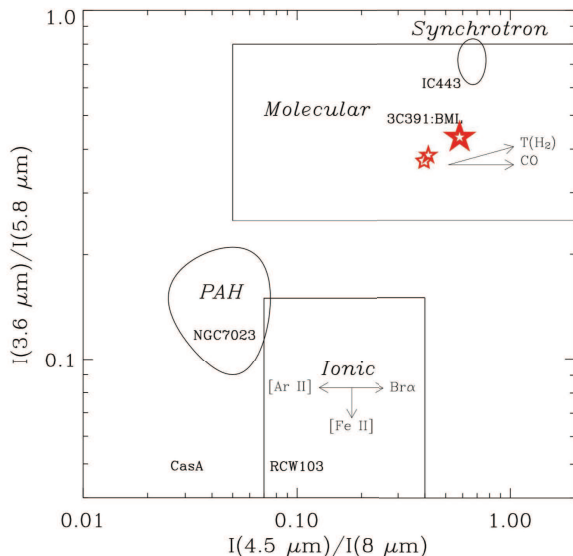 Synchrotron
1.0
IC443
Molecular
3C391:BML
T(H₂)
CO
I(3.6 μm)/I(5.8 μm)
PAH
NGC7023
0.1
Ionic
[Ar II]
Brα
[Fe II]
CasA
RCW103
0.01
0.10
1.00
I(4.5 μm)/I(8 μm)